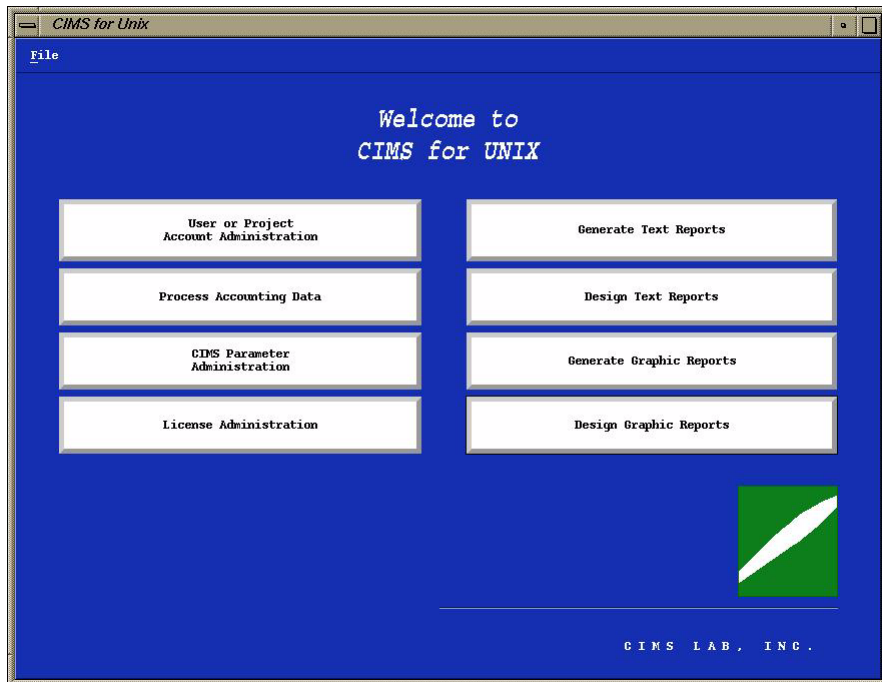 CIMS for Unix
File
Welcome to
CIMS for UNIX
User or Project
Account Administration
Generate Text Reports
Process Accounting Data
Design Text Reports
CIMS Parameter
Administration
Generate Graphic Reports
License Administration
Design Graphic Reports
CIMS LAB, INC.